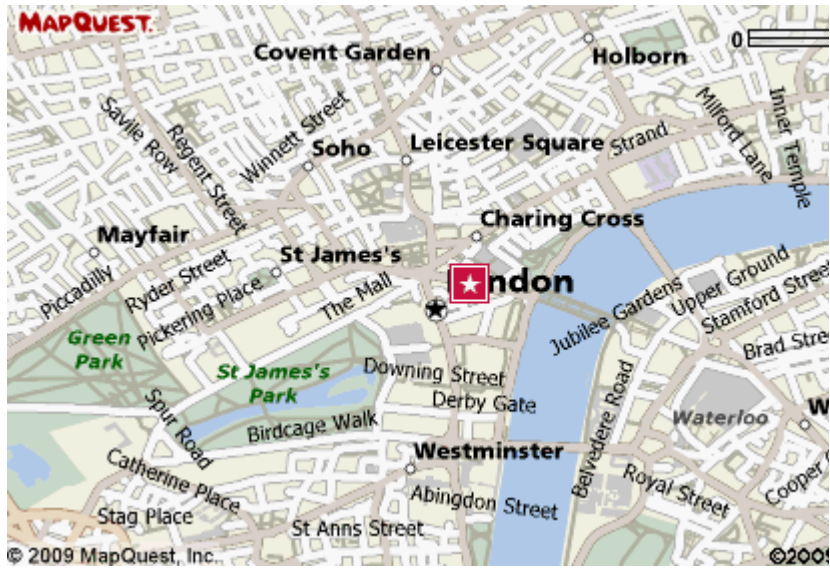 MAPQUEST.
0
Covent Garden
Holborn
Saville Row
Regent Street
Winnett Street
Soho
Leicester Square
Strand
Milford Lane
Inner Temple
Mayfair
Charing Cross
St James's
Piccadilly
Ryder Street
Pickering Place
The Mall
ndon
Jubilee Gardens
Upper Ground
Stamford Street
Green
Park
St James's
Park
Downing Street
Derby Gate
Brad Stre
Spur Road
Birdcage Walk
Belvedere Road
Waterloo
W
Catherine Place
Westminster
Royal Street
Cooper
Stag Place
St Anns Street
Abingdon Street
© 2009 MapQuest, Inc.
©2009